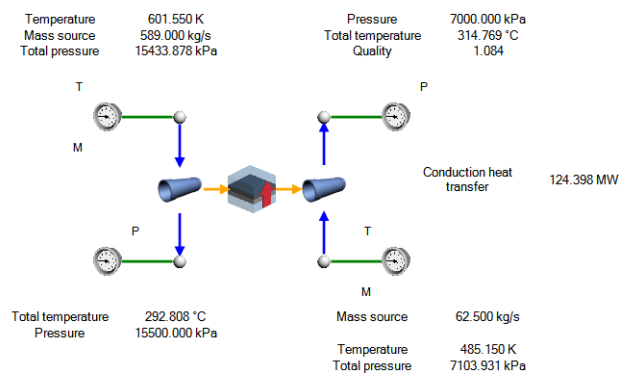 Temperature 601.550 K
Mass source 589.000 kg/s
Total pressure 15433.878 kPa
Pressure 7000.000 kPa
Total temperature 314.769 °C
Quality 1.084
T
M
P
P
Conduction heat
transfer
124.398 MW
T
M
Total temperature 292.808 °C
Pressure 15500.000 kPa
Mass source 62.500 kg/s
Temperature 485.150 K
Total pressure 7103.931 kPa